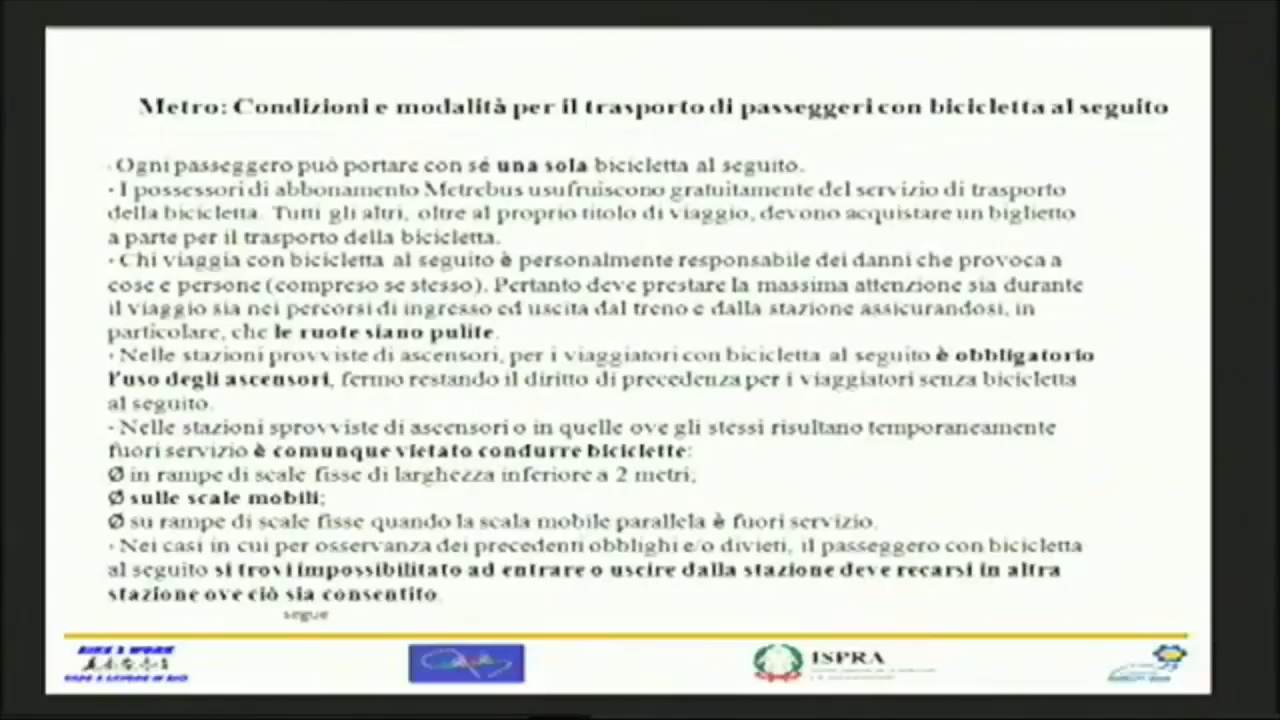 Metro: Condizioni e modalità per il trasporto di passeggeri con bicicletta al seguito
· Ogni passeggero può portare con sé una sola bicicletta al seguito.
· I possessori di abbonamento Metrebus usufruiscono gratuitamente del servizio di trasporto
della bicicletta. Tutti gli altri, oltre al proprio titolo di viaggio, devono acquistare un biglietto
a parte per il trasporto della bicicletta.
· Chi viaggia con bicicletta al seguito è personalmente responsabile dei danni che provoca a
cose e persone (compreso se stesso). Pertanto deve prestare la massima attenzione sia durante
il viaggio sia nei percorsi di ingresso ed uscita dal treno e dalla stazione assicurandosi, in
particolare, che le ruote siano pulite.
· Nelle stazioni provviste di ascensori, per i viaggiatori con bicicletta al seguito è obbligatorio
l'uso degli ascensori, fermo restando il diritto di precedenza per i viaggiatori senza bicicletta
al seguito.
· Nelle stazioni sprovviste di ascensori o in quelle ove gli stessi risultano temporaneamente
fuori servizio è comunque vietato condurre biciclette:
Ø in rampe di scale fisse di larghezza inferiore a 2 metri;
Ø sulle scale mobili;
Ø su rampe di scale fisse quando la scala mobile parallela è fuori servizio.
· Nei casi in cui per osservanza dei precedenti obblighi e/o divieti, il passeggero con bicicletta
al seguito si trovi impossibilitato ad entrare o uscire dalla stazione deve recarsi in altra
stazione ove ciò sia consentito.
segue
BIKE 2 WORK
VADO A LAVORO IN BICI
ISPRA